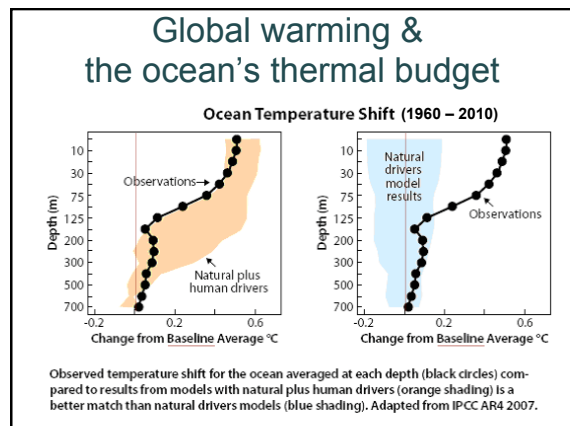 Global warming &
the ocean's thermal budget
Ocean Temperature Shift (1960 – 2010)
Depth (m)
10
30
75
125
200
300
500
700
Observations
Natural plus
human drivers
-0.2
0.2
0.6
Change from Baseline Average °C
Depth (m)
10
30
75
125
200
300
500
700
Natural
drivers
model
results
Observations
-0.2
0.2
0.6
Change from Baseline Average °C
Observed temperature shift for the ocean averaged at each depth (black circles) com-
pared to results from models with natural plus human drivers (orange shading) is a
better match than natural drivers models (blue shading). Adapted from IPCC AR4 2007.